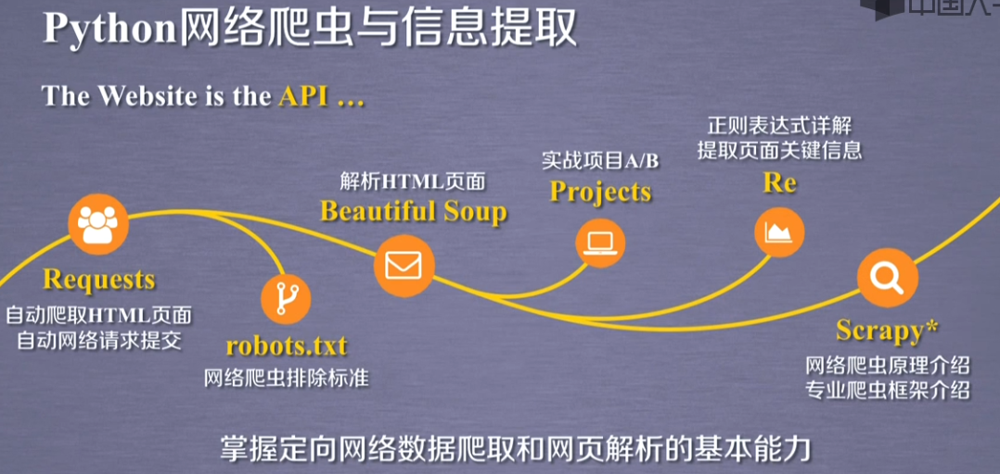 Python网络爬虫与信息提取
The Website is the API …
正则表达式详解
提取页面关键信息
Re
实战项目A/B
Projects
解析HTML页面
Beautiful Soup
Requests
自动爬取HTML页面
自动网络请求提交
robots.txt
网络爬虫排除标准
Scrapy*
网络爬虫原理介绍
专业爬虫框架介绍
掌握定向网络数据爬取和网页解析的基本能力